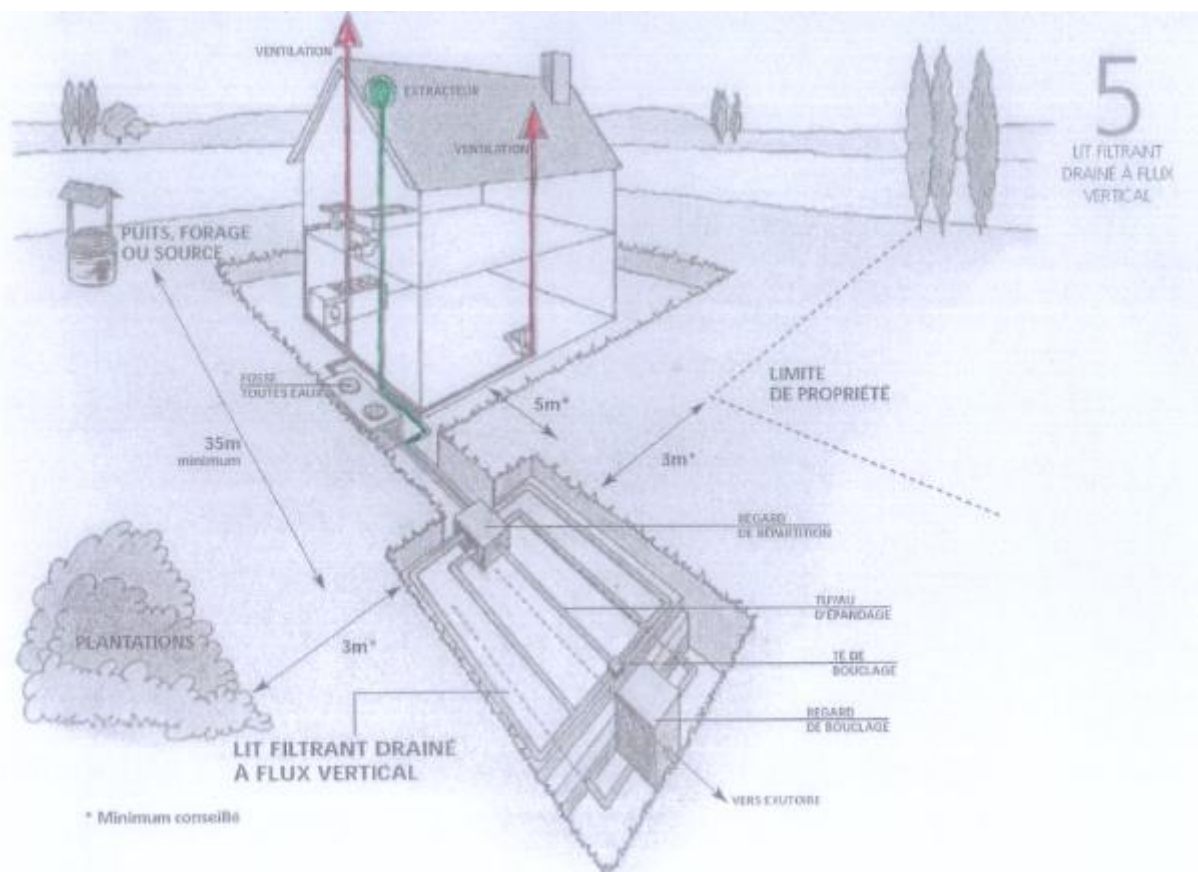 VENTILATION
EXTRACTEUR
VENTILATION
5
LIT FILTRANT
DRAINÉ À FLUX
VERTICAL
PUITS, FORAGE
OU SOURCE
FOSSE
TOUTES EAUX
5m*
LIMITE
DE PROPRIÉTÉ
35m
minimum
3m*
REGARD
DE RÉPARTITION
TUYAU
D'ÉPANDAGE
PLANTATIONS
3m*
TÉ DE
BOUCLAGE
REGARD
DE BOUCLAGE
LIT FILTRANT DRAINÉ
À FLUX VERTICAL
VERS EXUTOIRE
* Minimum conseillé